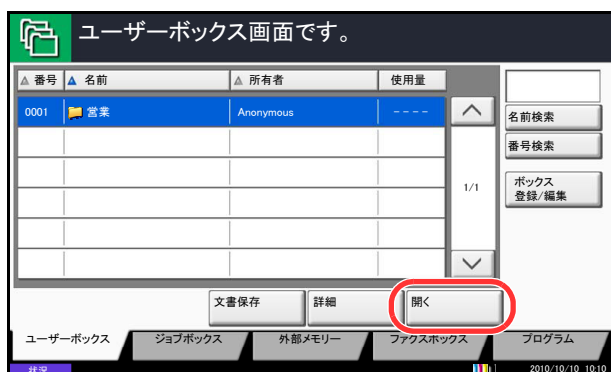 ユーザーボックス画面です。
番号 名前 所有者 使用量
0001 営業 Anonymous ----
名前検索
番号検索
1/1
ボックス
登録/編集
文書保存 詳細 開く
ユーザーボックス ジョブボックス 外部メモリー ファクスボックス プログラム
状況 2010/10/10 10:10